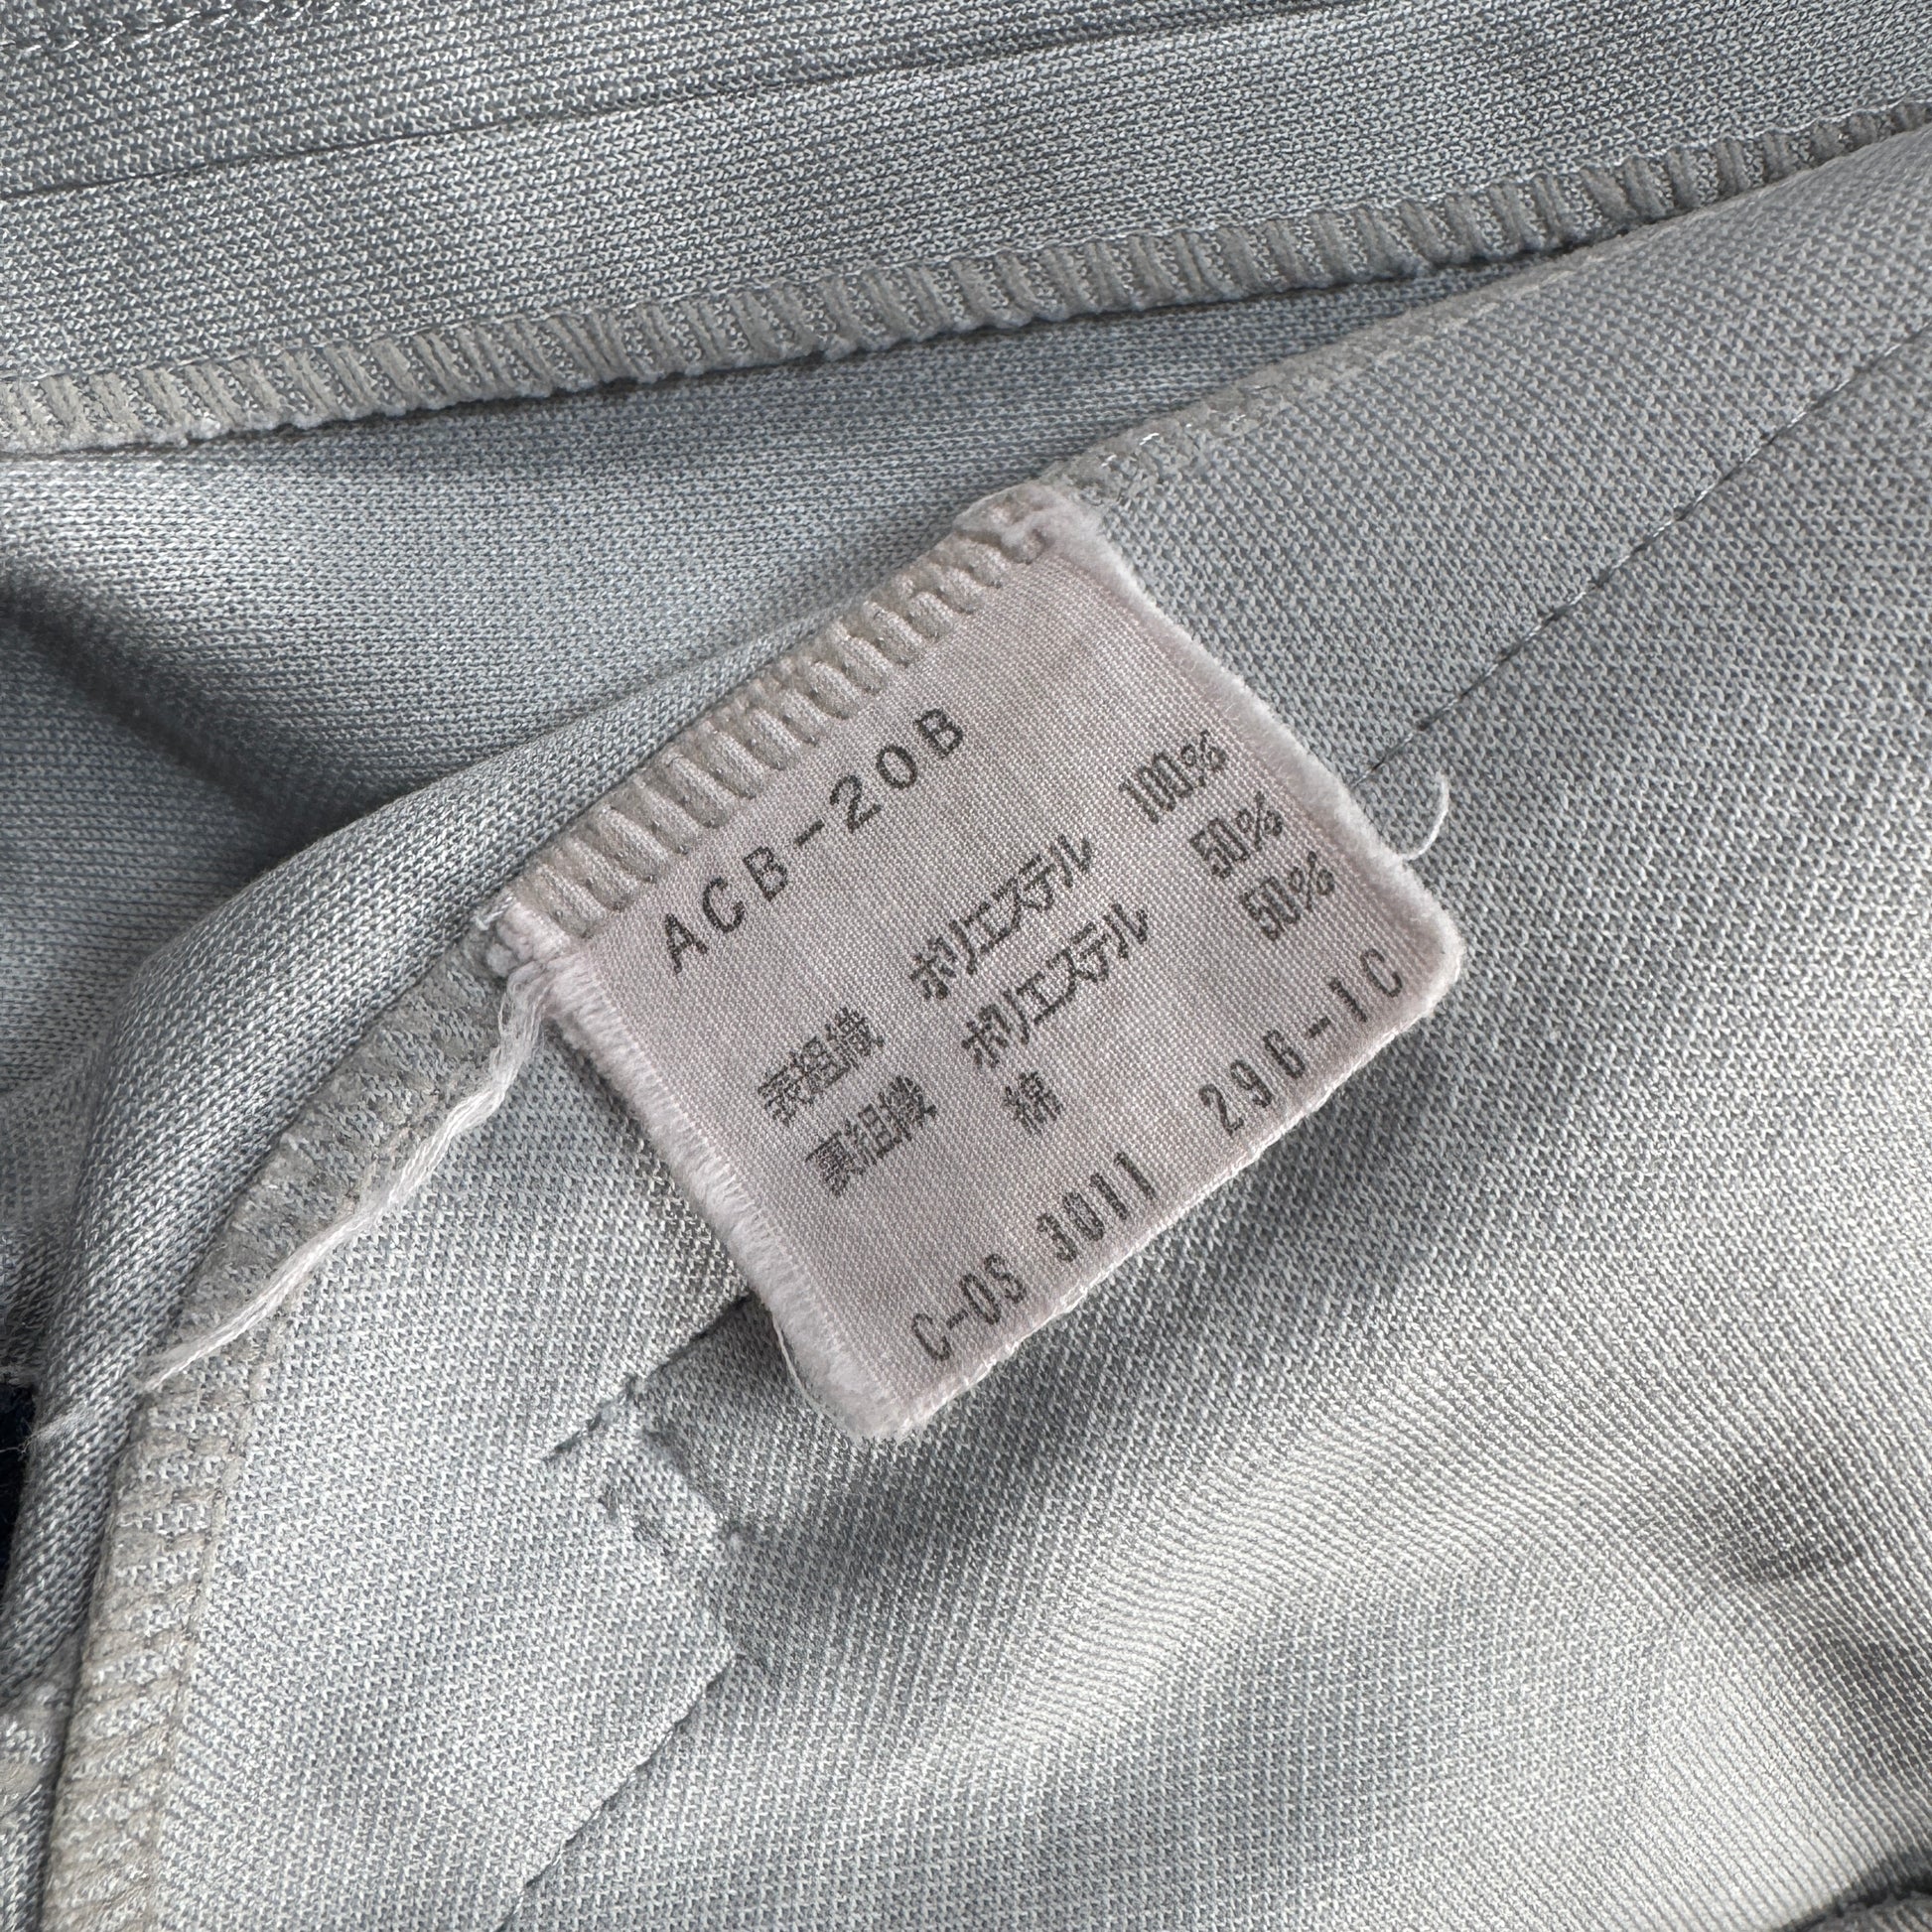 ACB-20B
表組織 ポリエステル 100%
裏組織 ポリエステル 50%
綿 50%
C-OS 3011 296-1C